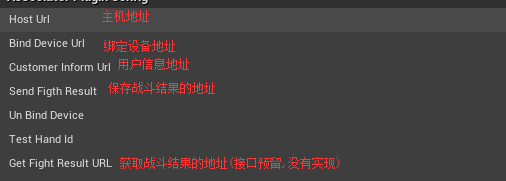 Host Url 主机地址
Bind Device Url 绑定设备地址
Customer Inform Url 用户信息地址
Send Figth Result 保存战斗结果的地址
Un Bind Device
Test Hand Id
Get Fight Result URL 获取战斗结果的地址(接口预留,没有实现)